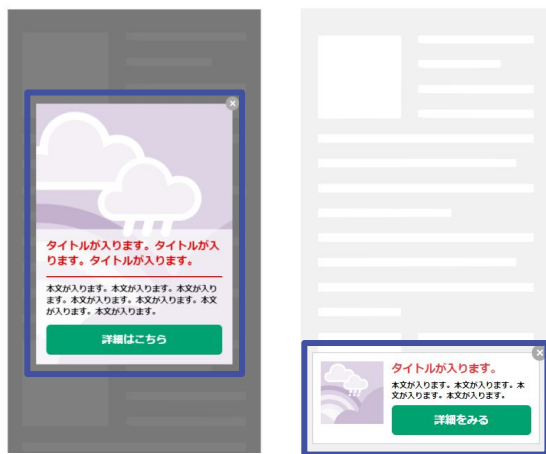 タイトルが入ります。タイトルが入
ります。タイトルが入ります。
本文が入ります。本文が入ります。本文が入り
ます。本文が入ります。本文が入ります。本文
が入ります。本文が入ります。
詳細はこちら
タイトルが入ります。
本文が入ります。本文が入ります。本
文が入ります。本文が入ります。
詳細をみる